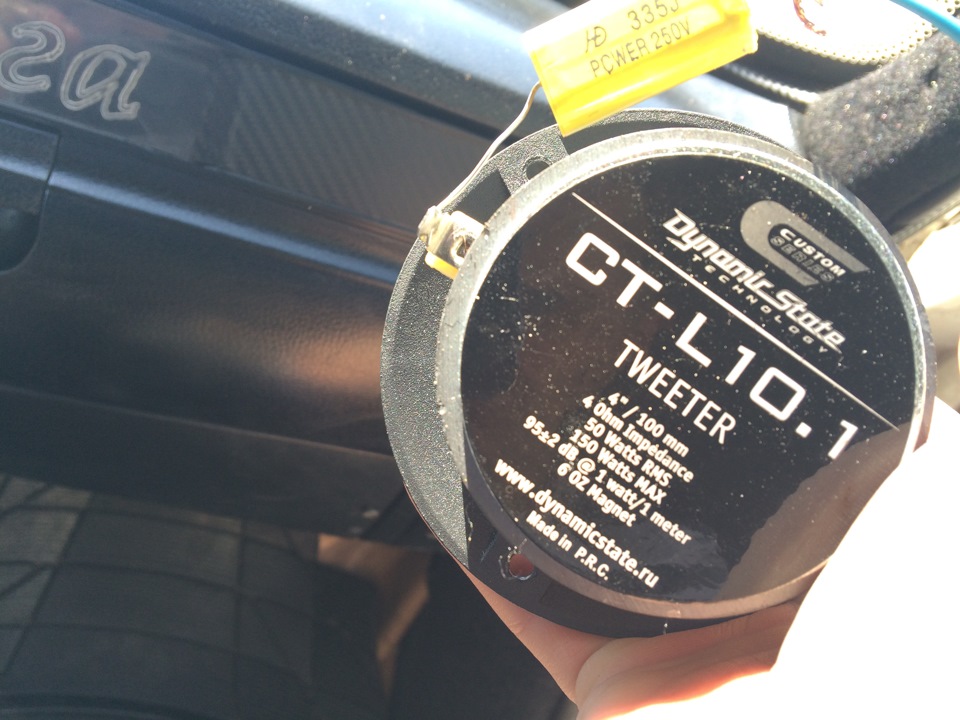 HD 335J
POWER 250V
CUSTOM
SERIES
Dynamic State
TECHNOLOGY
CT-L10.1
TWEETER
4" / 100 mm
4 Ohm Impedance
50 Watts RMS
150 Watts MAX
95±2 dB @ 1 watt/1 meter
6 OZ Magnet
www.dynamicstate.ru
Made in P.R.C.